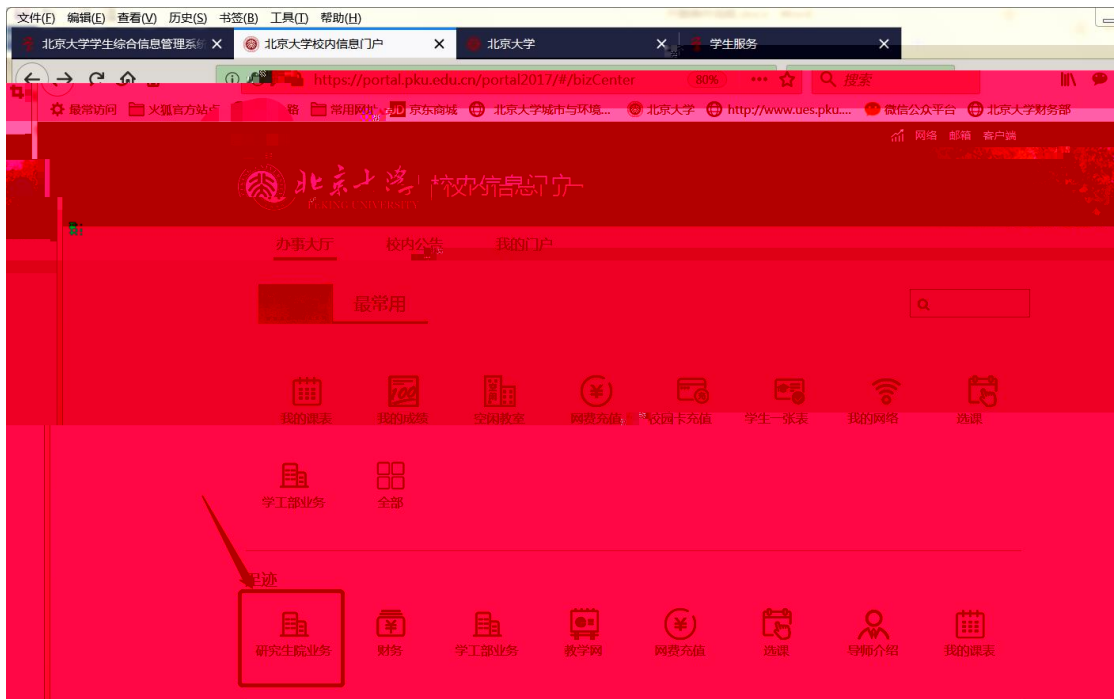 文件(F) 编辑(E) 查看(V) 历史(S) 书签(B) 工具(T) 帮助(H)
北京大学学生综合信息管理系统 × 北京大学校内信息门户 × 北京大学 × 学生服务 ×
https://portal.pku.edu.cn/portal2017/#/bizCenter 80% 搜索
最常访问 火狐官方站点 常用网址 JD 京东商城 北京大学城市与环境... 北京大学 http://www.ues.pku.... 微信公众平台 北京大学财务部
网络 邮箱 客户端
北京大学 校内信息门户
PEKING UNIVERSITY
办事大厅 校内公告 我的门户
最常用
100
我的课表 我的成绩 空闲教室 网费充值 校园卡充值 学生一张表 我的网络 选课
学工部业务 全部
足迹
研究生院业务 财务 学工部业务 教学网 网费充值 选课 导师介绍 我的课表